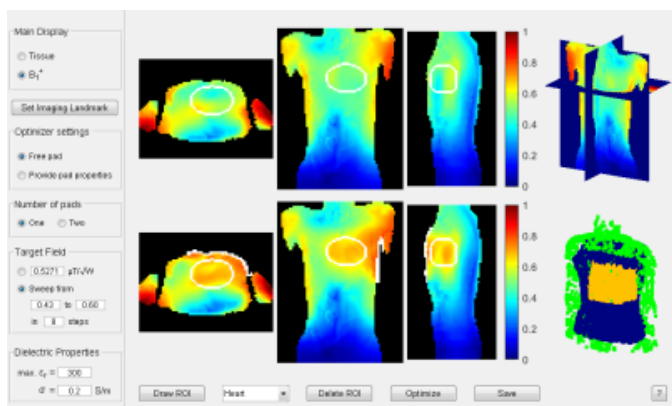 Main Display
Tissue
B₁⁺
Set Imaging Landmark
Optimizer settings
Free pad
Provide pad properties
Number of pads
One Two
Target Field
0.5271 μT/√W
Sweep from
0.43 to 0.60
in 8 steps
Dielectric Properties
max. εr = 300
σ = 0.2 S/m
1
0.8
0.6
0.4
0.2
0
1
0.8
0.6
0.4
0.2
0
Draw ROI Heart Delete ROI Optimize Save ?